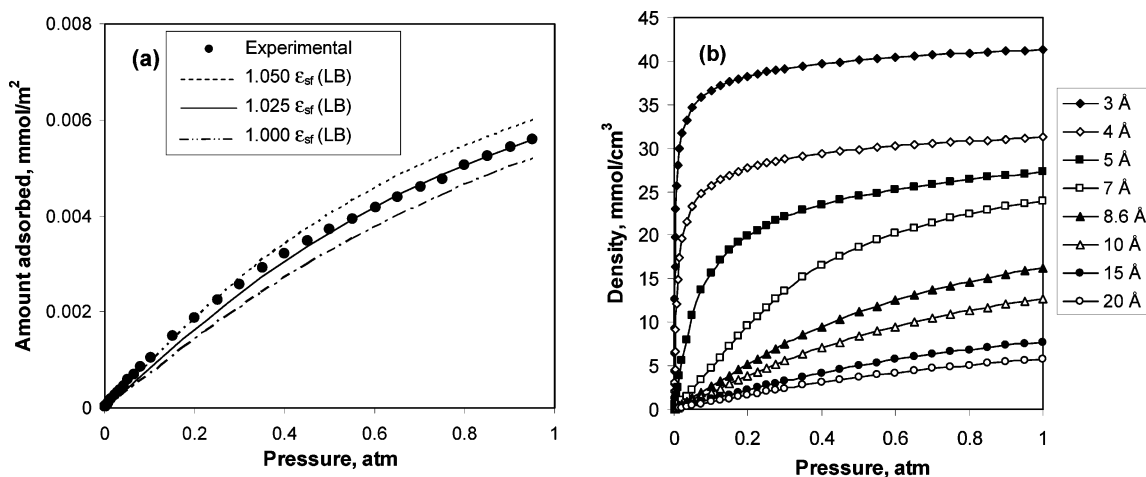 (a)
Experimental
1.050 εsf (LB)
1.025 εsf (LB)
1.000 εsf (LB)
0.008
0.006
0.004
0.002
0
Amount adsorbed, mmol/m²
0 0.2 0.4 0.6 0.8 1
Pressure, atm
(b)
45
40
35
30
25
20
15
10
5
0
Density, mmol/cm³
0 0.2 0.4 0.6 0.8 1
Pressure, atm
3 Å
4 Å
5 Å
7 Å
8.6 Å
10 Å
15 Å
20 Å